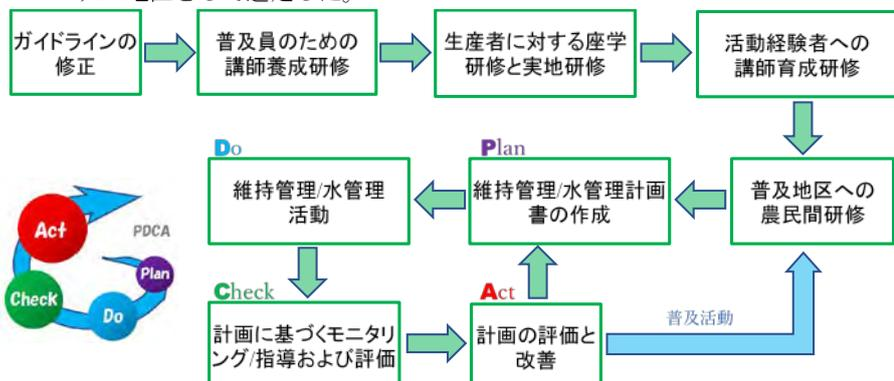 ガイドラインの
修正
普及員のための
講師養成研修
生産者に対する座学
研修と実地研修
活動経験者への
講師育成研修
Do
維持管理/水管理
活動
Plan
維持管理/水管理計画
書の作成
普及地区への
農民間研修
Act
PDCA
Plan
Check
Do
Check
計画に基づくモニタリ
ング/指導および評価
Act
計画の評価と
改善
普及活動